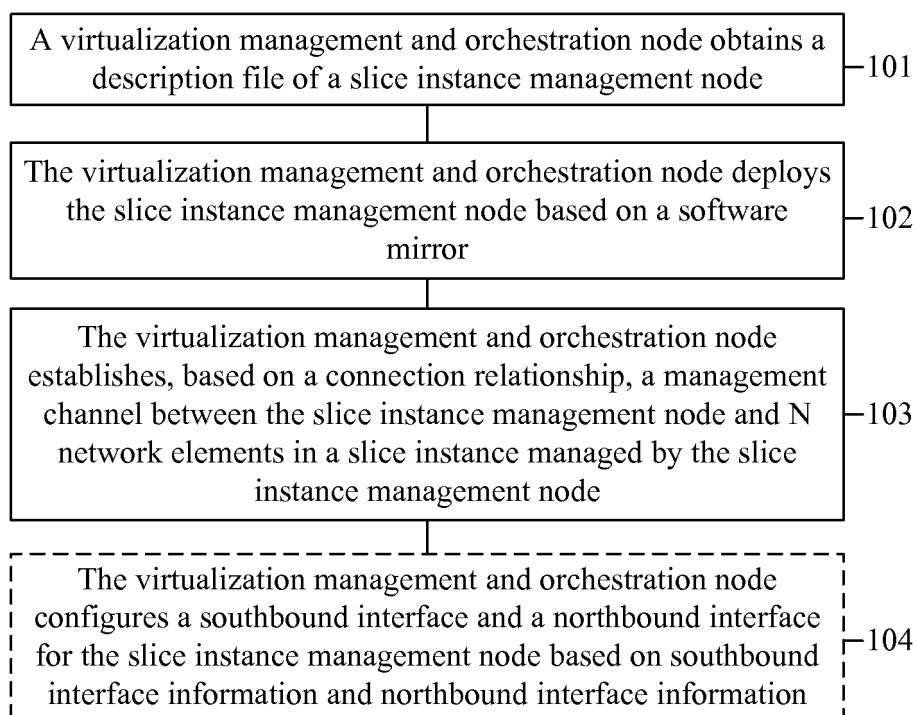 A virtualization management and orchestration node obtains a
description file of a slice instance management node
101
The virtualization management and orchestration node deploys
the slice instance management node based on a software
mirror
102
The virtualization management and orchestration node
establishes, based on a connection relationship, a management
channel between the slice instance management node and N
network elements in a slice instance managed by the slice
instance management node
103
The virtualization management and orchestration node
configures a southbound interface and a northbound interface
for the slice instance management node based on southbound
interface information and northbound interface information
104